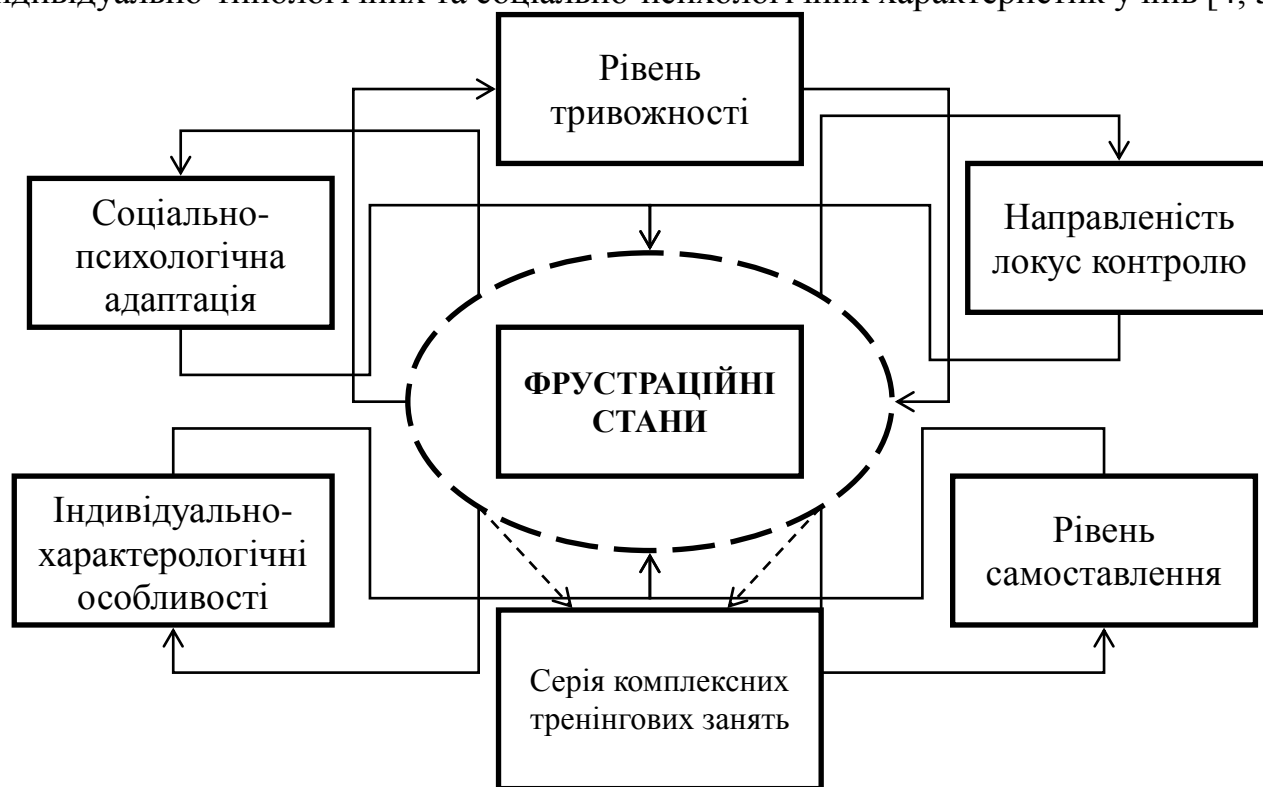 Рівень
тривожності
Соціально-
психологічна
адаптація
Направленість
локус контролю
ФРУСТРАЦІЙНІ
СТАНИ
Індивідуально-
характерологічні
особливості
Рівень
самоставлення
Серія комплексних
тренінгових занять